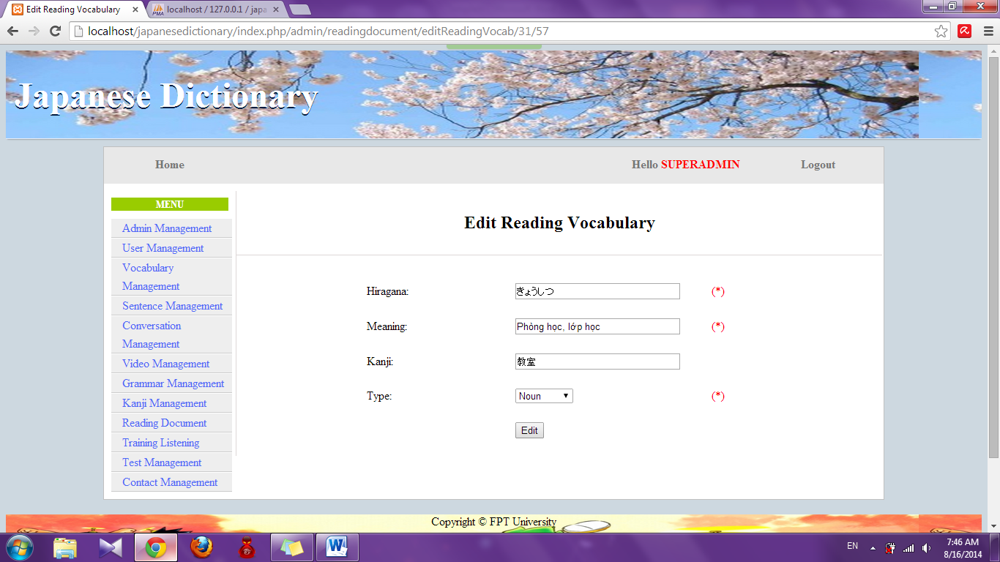 Edit Reading Vocabulary
localhost / 127.0.0.1 / japa
localhost/japanesedictionary/index.php/admin/readingdocument/editReadingVocab/31/57
Japanese Dictionary
Home
Hello SUPERADMIN
Logout
MENU
Admin Management
User Management
Vocabulary
Management
Sentence Management
Conversation
Management
Video Management
Grammar Management
Kanji Management
Reading Document
Training Listening
Test Management
Contact Management
Edit Reading Vocabulary
Hiragana: きょうしつ (*)
Meaning: Phòng học, lớp học (*)
Kanji: 教室
Type: Noun (*)
Edit
Copyright © FPT University
EN
7:46 AM
8/16/2014